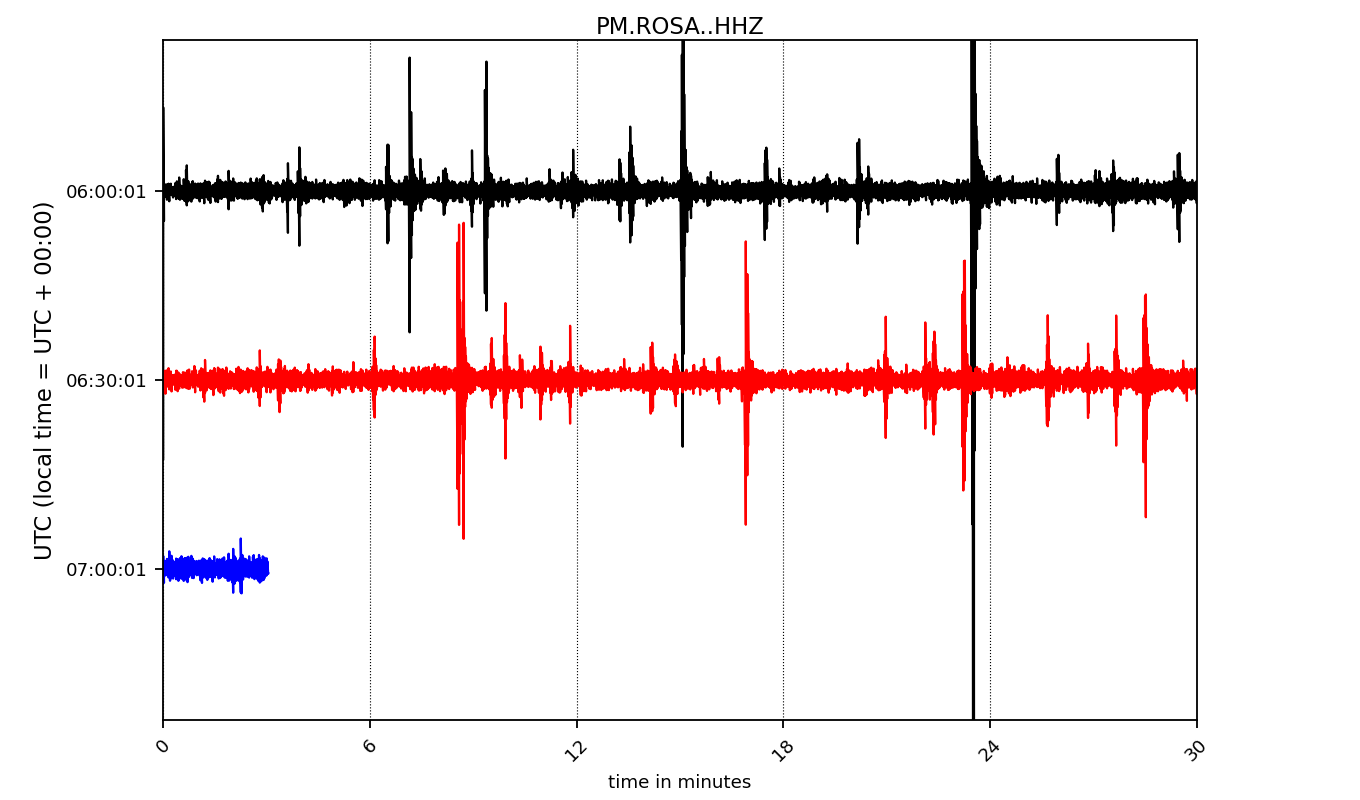 PM.ROSA..HHZ
UTC (local time = UTC + 00:00)
06:00:01
06:30:01
07:00:01
0 6 12 18 24 30
time in minutes